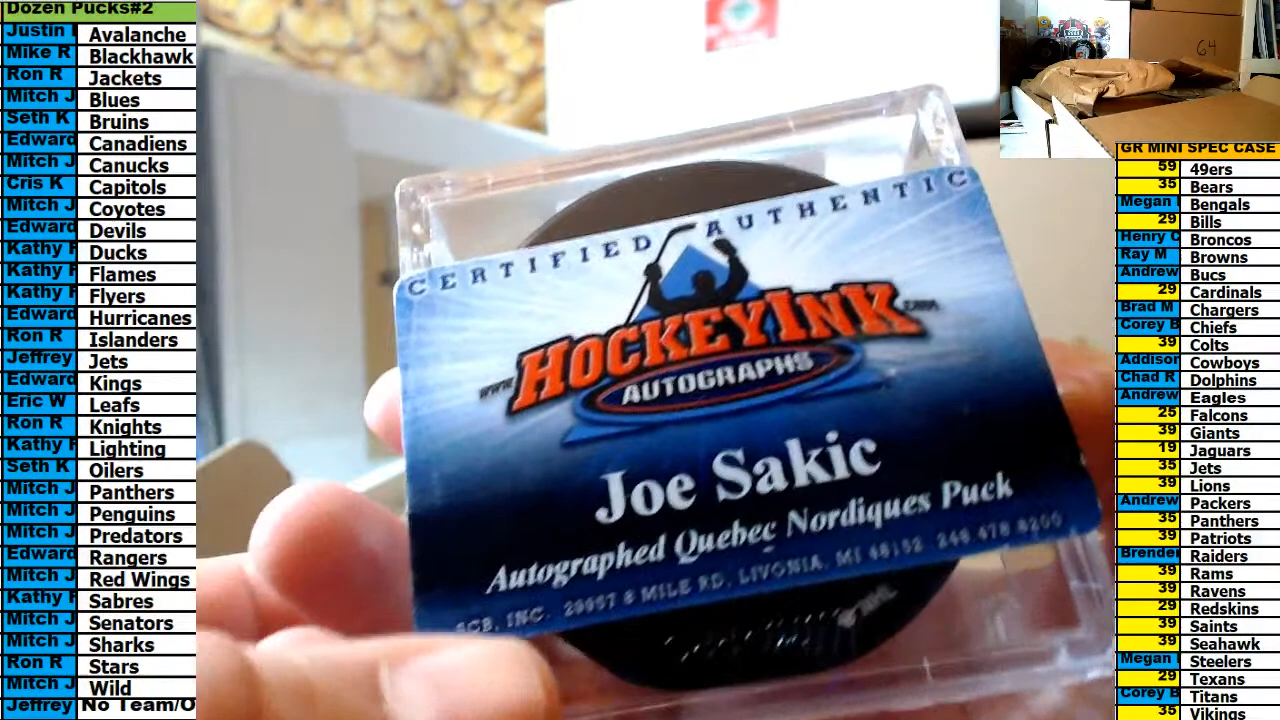 Dozen Pucks#2
Justin Avalanche
Mike R Blackhawk
Ron R Jackets
Mitch J Blues
Seth K Bruins
Edward Canadiens
Mitch J Canucks
Cris K Capitols
Mitch J Coyotes
Edward Devils
Kathy Ducks
Kathy Flames
Kathy Flyers
Edward Hurricanes
Ron R Islanders
Jeffrey Jets
Edward Kings
Eric W Leafs
Ron R Knights
Kathy Lighting
Seth K Oilers
Mitch J Panthers
Mitch J Penguins
Mitch J Predators
Edward Rangers
Mitch J Red Wings
Kathy Sabres
Mitch J Senators
Mitch J Sharks
Ron R Stars
Mitch J Wild
Jeffrey No Team/O
CERTIFIED AUTHENTIC
www.HOCKEYINK.com
AUTOGRAPHS
Joe Sakic
Autographed Quebec Nordiques Puck
SCB, INC. 29957 8 MILE RD. LIVONIA, MI 48152 248.478.8200
64
GR MINI SPEC CASE
59 49ers
35 Bears
Megan Bengals
29 Bills
Henry C Broncos
Ray M Browns
Andrew Bucs
29 Cardinals
Brad M Chargers
Corey B Chiefs
39 Colts
Addison Cowboys
Chad R Dolphins
Andrew Eagles
25 Falcons
39 Giants
19 Jaguars
35 Jets
39 Lions
Andrew Packers
35 Panthers
39 Patriots
Brende Raiders
39 Rams
39 Ravens
29 Redskins
39 Saints
39 Seahawk
Megan Steelers
29 Texans
Corey B Titans
35 Vikings